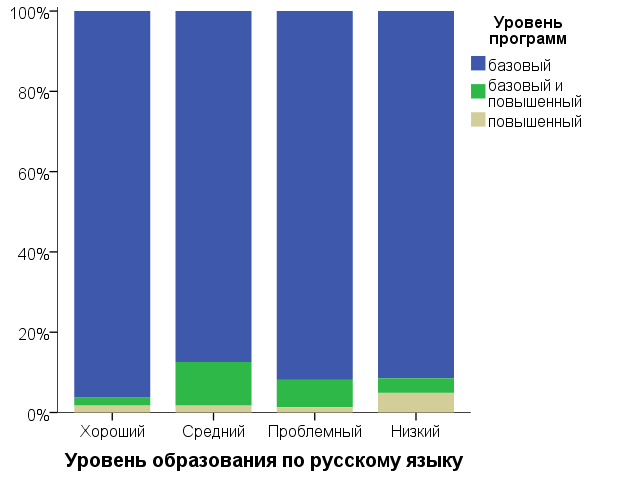 Уровень
программ
базовый
базовый и
повышенный
повышенный
100%
80%
60%
40%
20%
0%
Хороший Средний Проблемный Низкий
Уровень образования по русскому языку